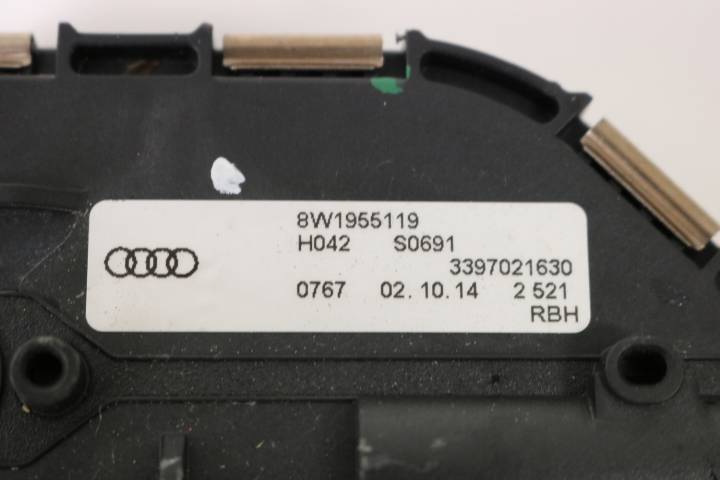 8W1955119
H042 S0691
3397021630
0767 02.10.14 2 521
RBH